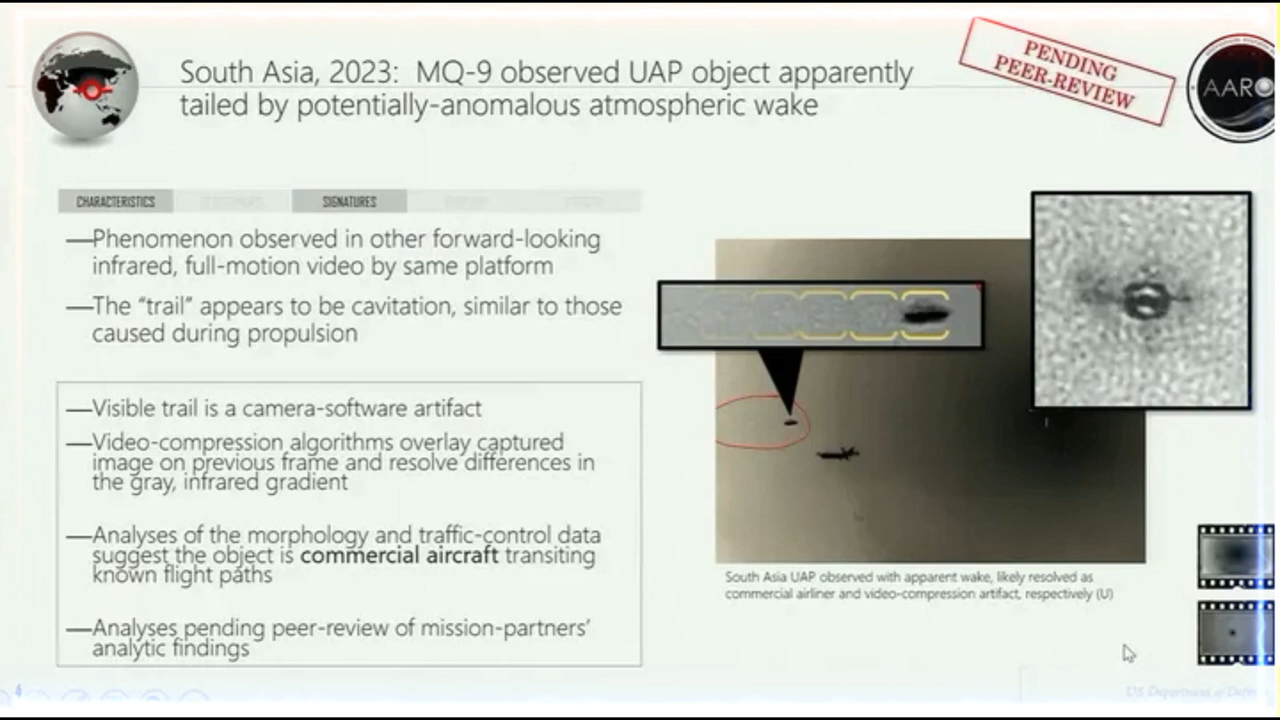 South Asia, 2023: MQ-9 observed UAP object apparently
tailed by potentially-anomalous atmospheric wake
PENDING
PEER-REVIEW
AARO
CHARACTERISTICS
SIGNATURES
—Phenomenon observed in other forward-looking
infrared, full-motion video by same platform
—The “trail” appears to be cavitation, similar to those
caused during propulsion
—Visible trail is a camera-software artifact
—Video-compression algorithms overlay captured
image on previous frame and resolve differences in
the gray, infrared gradient
—Analyses of the morphology and traffic-control data
suggest the object is commercial aircraft transiting
known flight paths
—Analyses pending peer-review of mission-partners’
analytic findings
South Asia UAP observed with apparent wake, likely resolved as
commercial airliner and video-compression artifact, respectively (U)
US Department of Defen